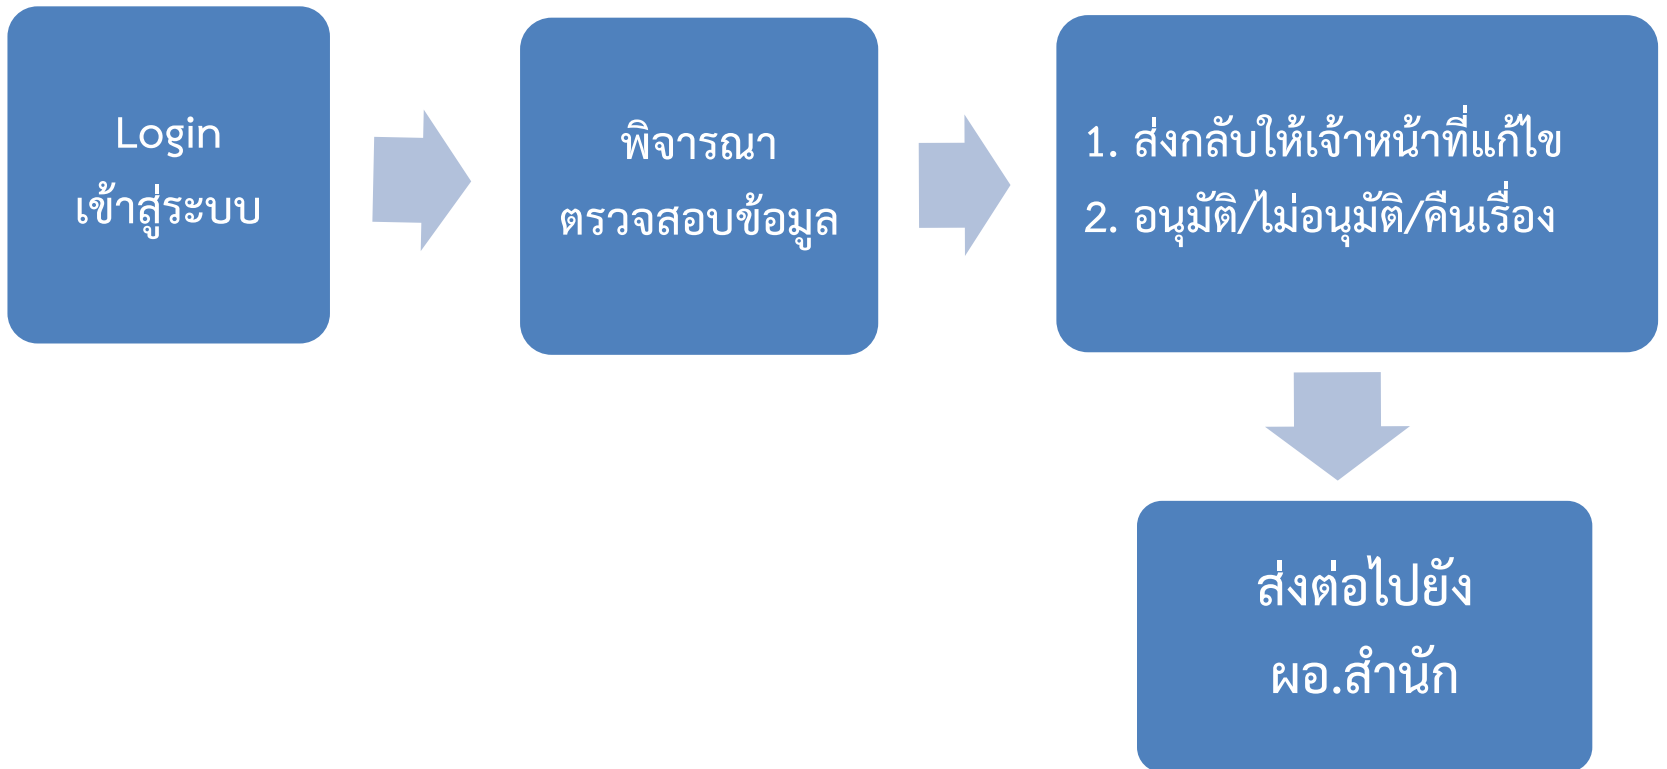 Login
เข้าสู่ระบบ
พิจารณา
ตรวจสอบข้อมูล
1. ส่งกลับให้เจ้าหน้าที่แก้ไข
2. อนุมัติ/ไม่อนุมัติ/คืนเรื่อง
ส่งต่อไปยัง
ผอ.สำนัก